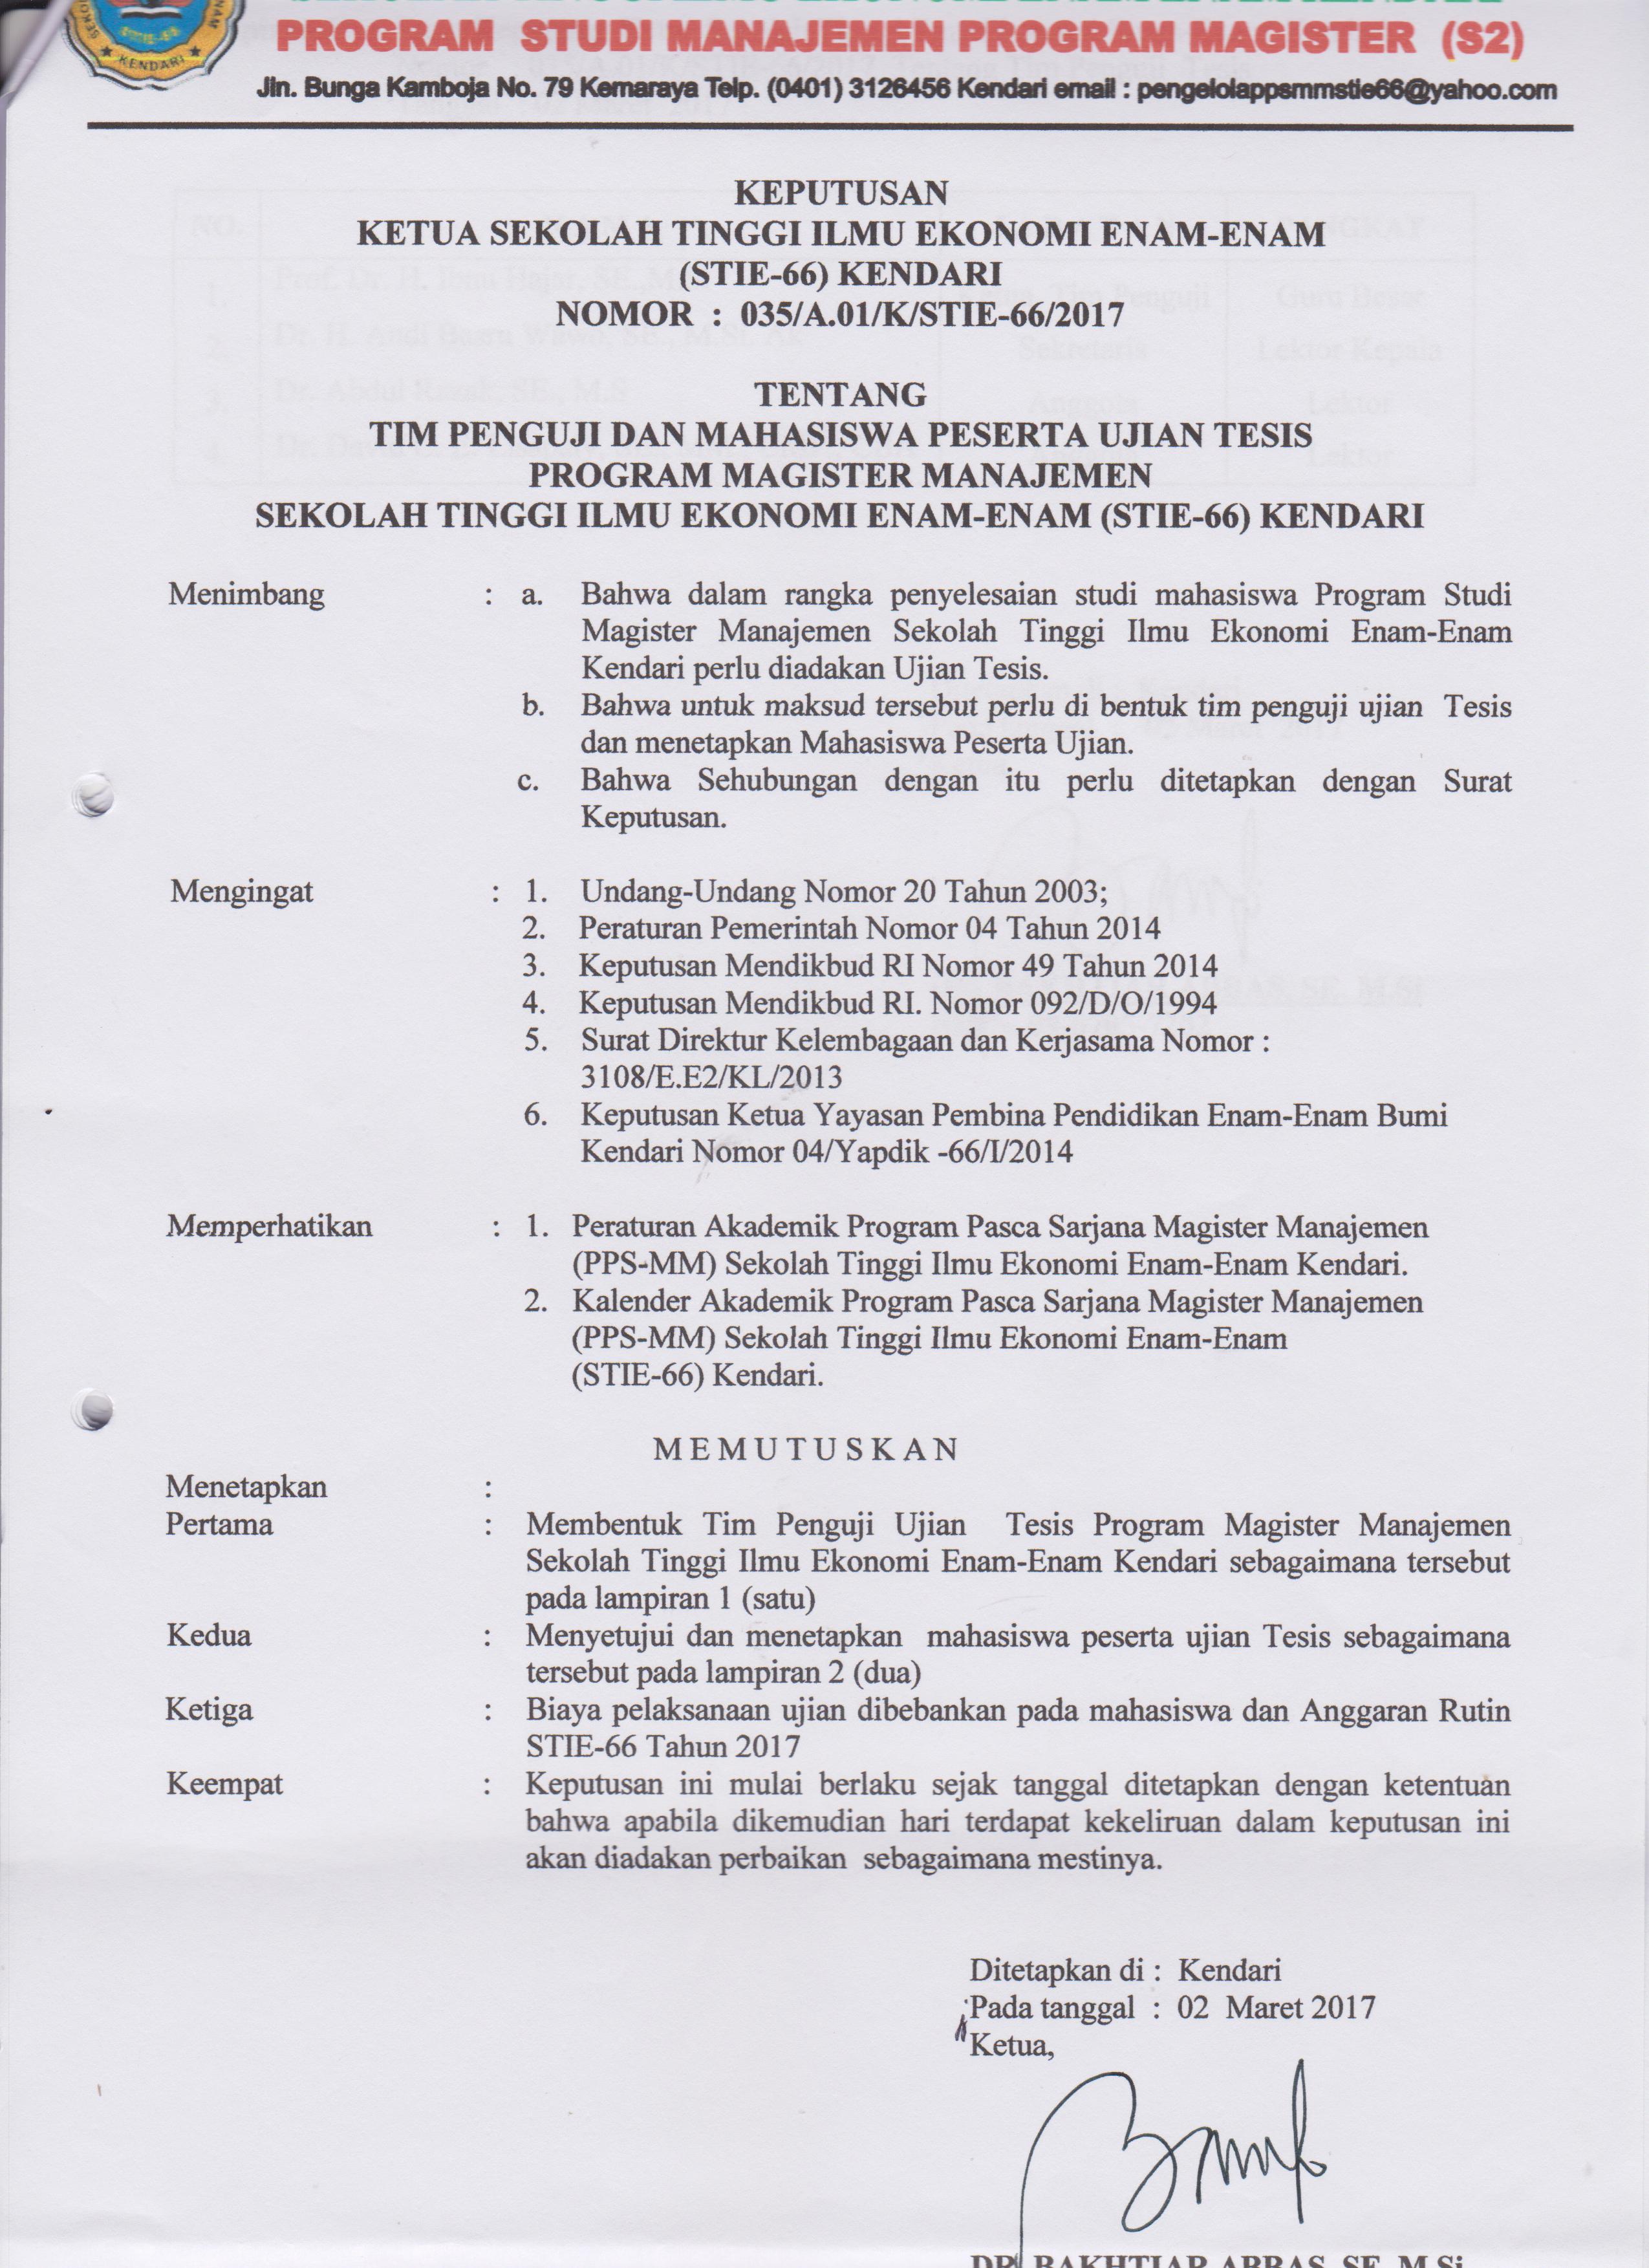 STIE-66
KENDARI
PROGRAM STUDI MANAJEMEN PROGRAM MAGISTER (S2)
Jln. Bunga Kamboja No. 79 Kemaraya Telp. (0401) 3126456 Kendari email : pengelolappsmmstie66@yahoo.com
KEPUTUSAN
KETUA SEKOLAH TINGGI ILMU EKONOMI ENAM-ENAM
(STIE-66) KENDARI
NOMOR : 035/A.01/K/STIE-66/2017
TENTANG
TIM PENGUJI DAN MAHASISWA PESERTA UJIAN TESIS
PROGRAM MAGISTER MANAJEMEN
SEKOLAH TINGGI ILMU EKONOMI ENAM-ENAM (STIE-66) KENDARI
Menimbang : a. Bahwa dalam rangka penyelesaian studi mahasiswa Program Studi
Magister Manajemen Sekolah Tinggi Ilmu Ekonomi Enam-Enam
Kendari perlu diadakan Ujian Tesis.
b. Bahwa untuk maksud tersebut perlu di bentuk tim penguji ujian Tesis
dan menetapkan Mahasiswa Peserta Ujian.
c. Bahwa Sehubungan dengan itu perlu ditetapkan dengan Surat
Keputusan.
Mengingat : 1. Undang-Undang Nomor 20 Tahun 2003;
2. Peraturan Pemerintah Nomor 04 Tahun 2014
3. Keputusan Mendikbud RI Nomor 49 Tahun 2014
4. Keputusan Mendikbud RI. Nomor 092/D/O/1994
5. Surat Direktur Kelembagaan dan Kerjasama Nomor :
3108/E.E2/KL/2013
6. Keputusan Ketua Yayasan Pembina Pendidikan Enam-Enam Bumi
Kendari Nomor 04/Yapdik -66/I/2014
Memperhatikan : 1. Peraturan Akademik Program Pasca Sarjana Magister Manajemen
(PPS-MM) Sekolah Tinggi Ilmu Ekonomi Enam-Enam Kendari.
2. Kalender Akademik Program Pasca Sarjana Magister Manajemen
(PPS-MM) Sekolah Tinggi Ilmu Ekonomi Enam-Enam
(STIE-66) Kendari.
M E M U T U S K A N
Menetapkan :
Pertama : Membentuk Tim Penguji Ujian Tesis Program Magister Manajemen
Sekolah Tinggi Ilmu Ekonomi Enam-Enam Kendari sebagaimana tersebut
pada lampiran 1 (satu)
Kedua : Menyetujui dan menetapkan mahasiswa peserta ujian Tesis sebagaimana
tersebut pada lampiran 2 (dua)
Ketiga : Biaya pelaksanaan ujian dibebankan pada mahasiswa dan Anggaran Rutin
STIE-66 Tahun 2017
Keempat : Keputusan ini mulai berlaku sejak tanggal ditetapkan dengan ketentuan
bahwa apabila dikemudian hari terdapat kekeliruan dalam keputusan ini
akan diadakan perbaikan sebagaimana mestinya.
Ditetapkan di : Kendari
Pada tanggal : 02 Maret 2017
Ketua,
DR. BAKHTIAR ABBAS, SE, M.Si